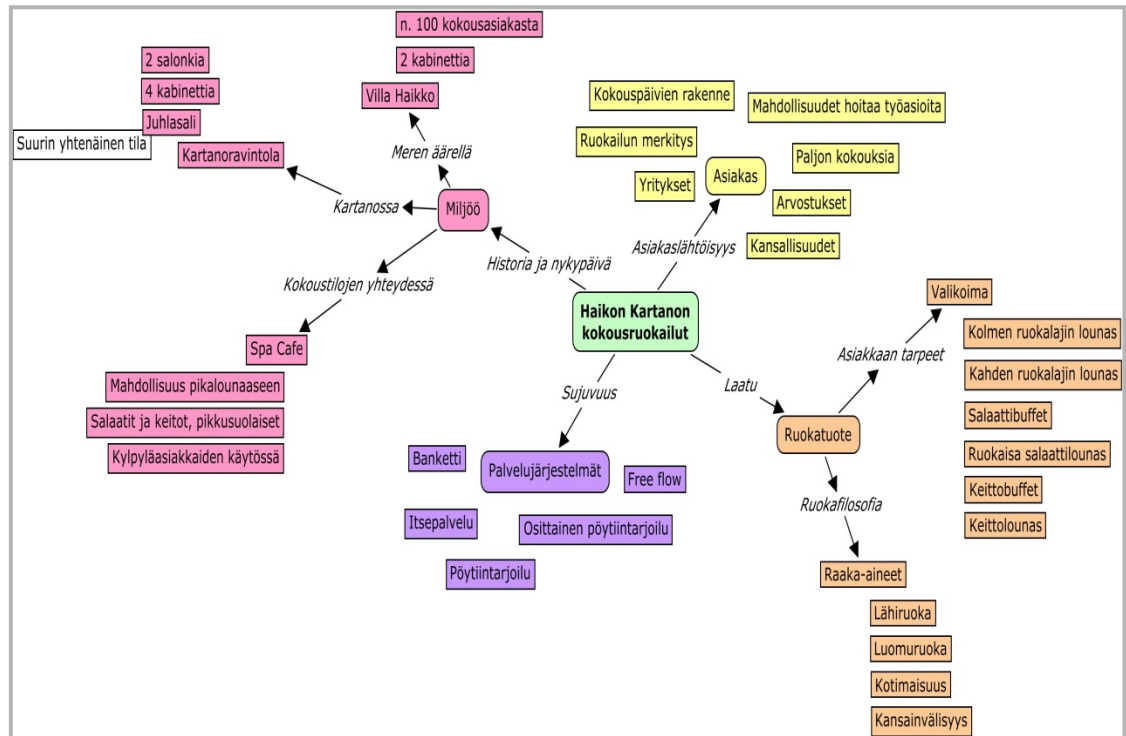 n. 100 kokousasiakasta
2 kabinettia
Villa Haikko
Meren äärellä
2 salonkia
4 kabinettia
Juhlasali
Suurin yhtenäinen tila
Kartanoravintola
Kartanossa
Miljöö
Historia ja nykypäivä
Kokoustilojen yhteydessä
Spa Cafe
Mahdollisuus pikalounaaseen
Salaatit ja keitot, pikkusuolaiset
Kylpyläasiakkaiden käytössä
Kokouspäivien rakenne
Mahdollisuudet hoitaa työasioita
Ruokailun merkitys
Paljon kokouksia
Yritykset
Asiakas
Arvostukset
Asiakaslähtöisyys
Kansallisuudet
Haikon Kartanon
kokousruokailut
Sujuvuus
Palvelujärjestelmät
Banketti
Free flow
Itsepalvelu
Osittainen pöytiintarjoilu
Pöytiintarjoilu
Laatu
Ruokatuote
Asiakkaan tarpeet
Valikoima
Kolmen ruokalajin lounas
Kahden ruokalajin lounas
Salaattibuffet
Ruokaisa salaattilounas
Keittobuffet
Keittolounas
Ruokafilosofia
Raaka-aineet
Lähiruoka
Luomuruoka
Kotimaisuus
Kansainvälisyys